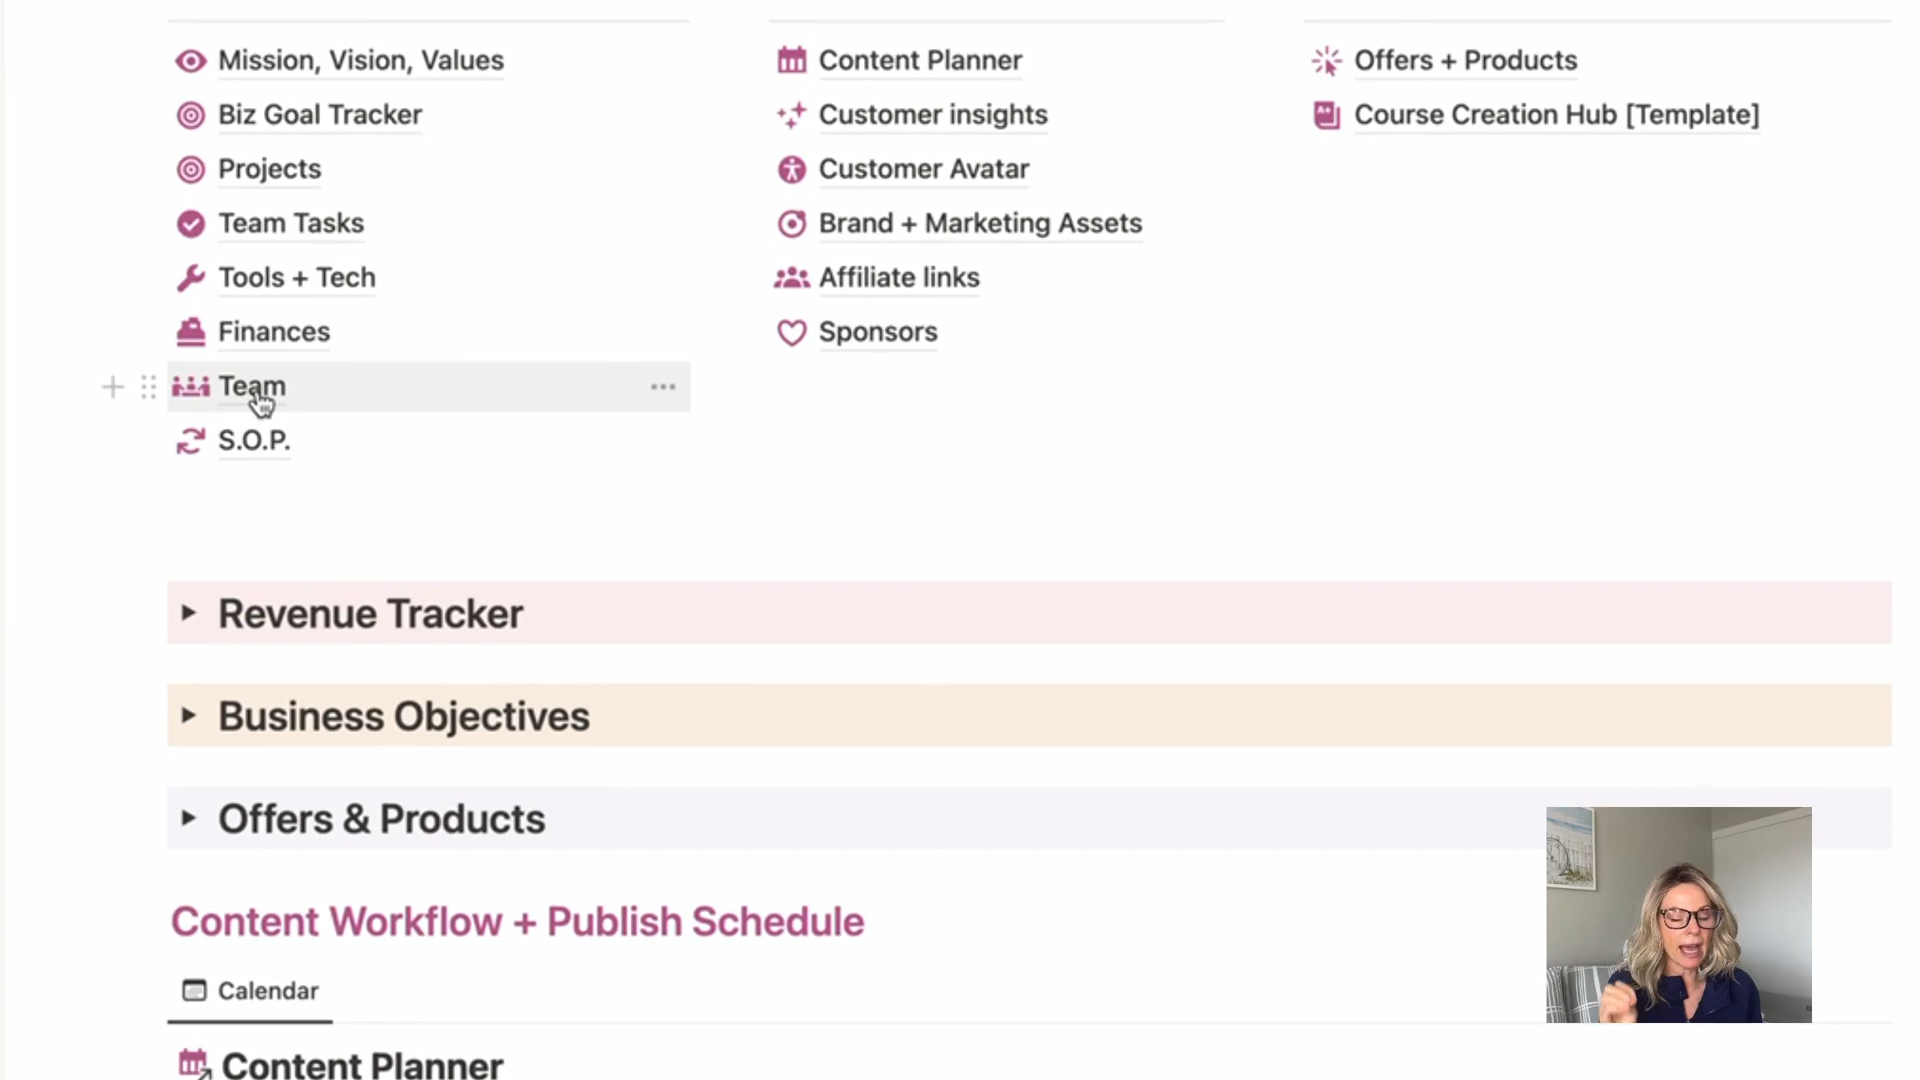 Mission, Vision, Values
Biz Goal Tracker
Projects
Team Tasks
Tools + Tech
Finances
Team
S.O.P.
Content Planner
Customer insights
Customer Avatar
Brand + Marketing Assets
Affiliate links
Sponsors
Offers + Products
Course Creation Hub [Template]
Revenue Tracker
Business Objectives
Offers & Products
Content Workflow + Publish Schedule
Calendar
Content Planner